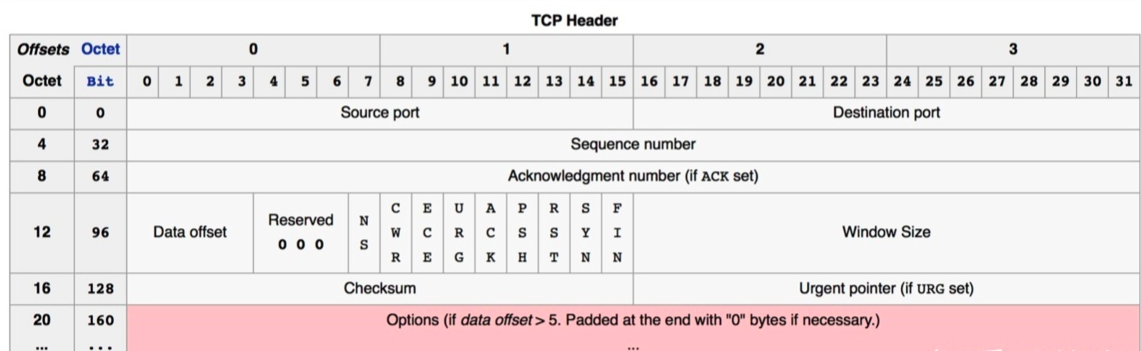 TCP Header
Offsets Octet 0 1 2 3
Octet Bit 0 1 2 3 4 5 6 7 8 9 10 11 12 13 14 15 16 17 18 19 20 21 22 23 24 25 26 27 28 29 30 31
0 0 Source port Destination port
4 32 Sequence number
8 64 Acknowledgment number (if ACK set)
12 96 Data offset Reserved 0 0 0 NS CWR ECE URG ACK PSH RST SYN FIN Window Size
16 128 Checksum Urgent pointer (if URG set)
20 160 Options (if data offset > 5. Padded at the end with "0" bytes if necessary.)
... ... ...